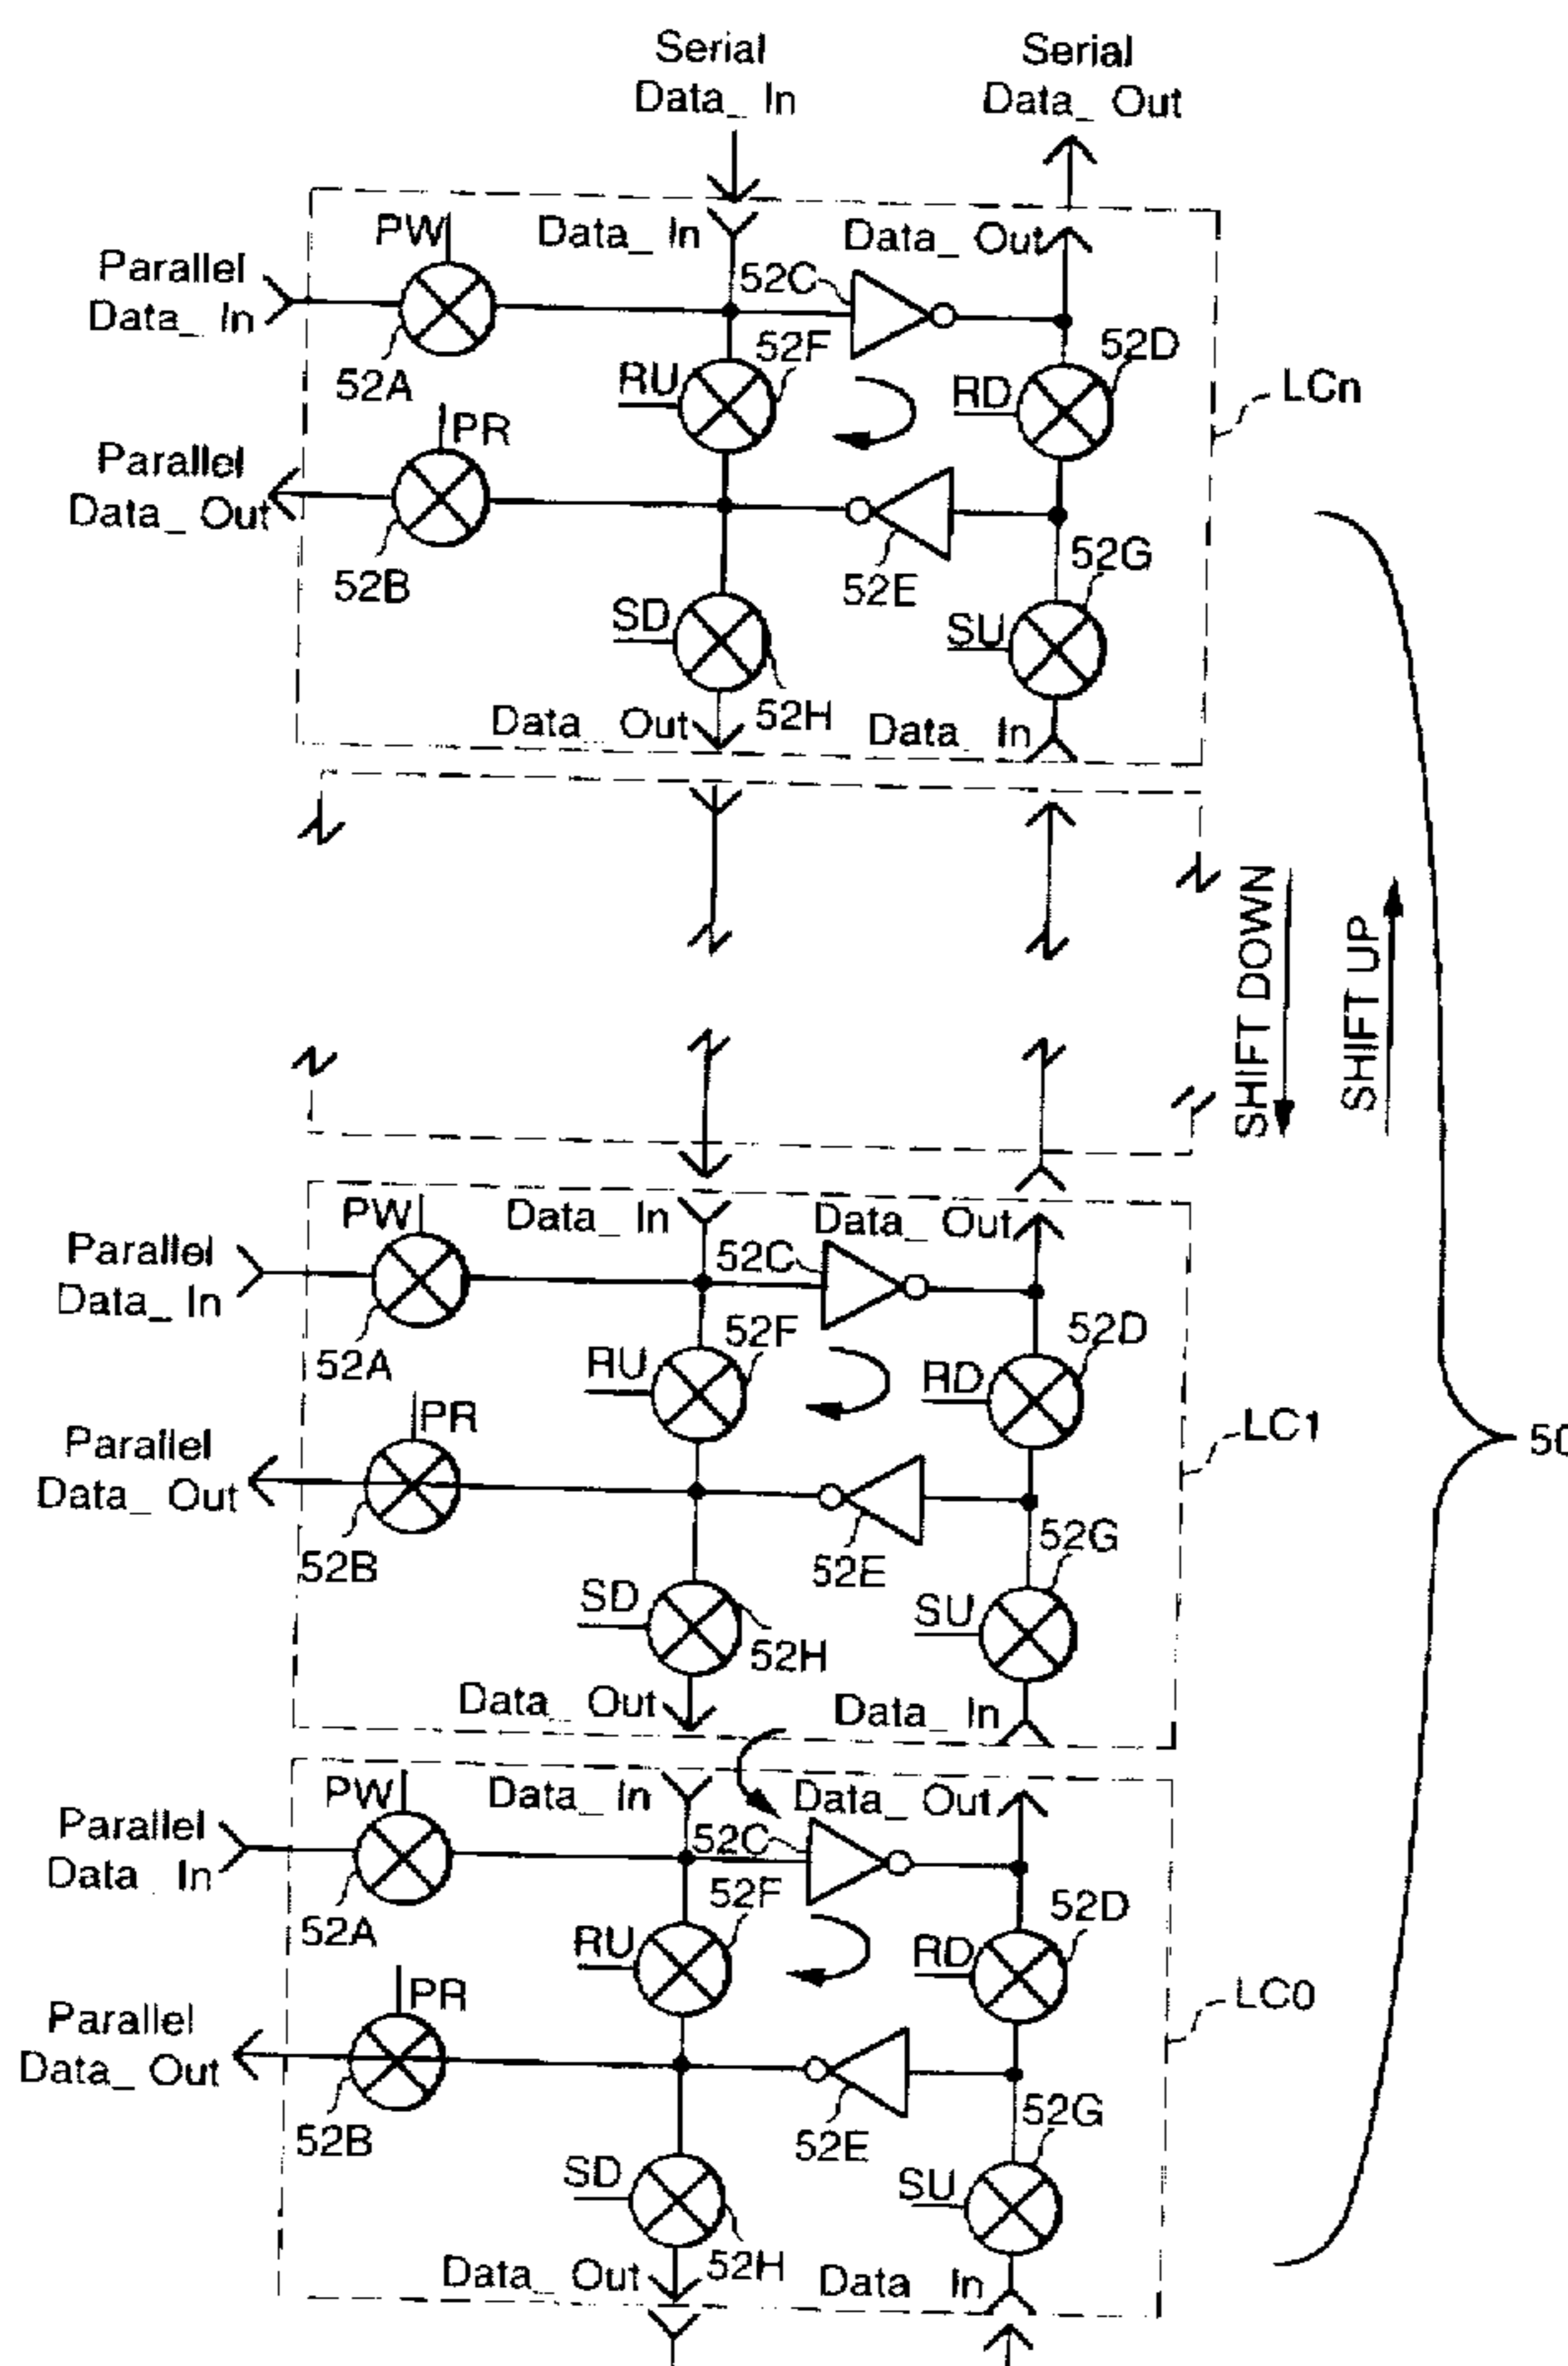 Serial
Data_ In
Serial
Data_ Out
PW
Data_ In
Data_ Out
Parallel
Data_ In
52C
52F
52D
52A
RU
RD
LCn
PR
Parallel
Data_ Out
52G
52B
52E
SD
SU
Data_ Out
52H
Data_ In
SHIFT DOWN
SHIFT UP
PW
Data_ In
Data_ Out
Parallel
Data_ In
52C
52F
52D
52A
RU
RD
PR
LC1
Parallel
Data_ Out
50
52G
52B
52E
SD
SU
52H
Data_ Out
Data_ In
PW
Data_ In
Data_ Out
Parallel
Data_ In
52C
52F
52D
52A
RU
RD
PR
LC0
Parallel
Data_ Out
52G
52B
52E
SD
SU
Data_ Out
52H
Data_ In